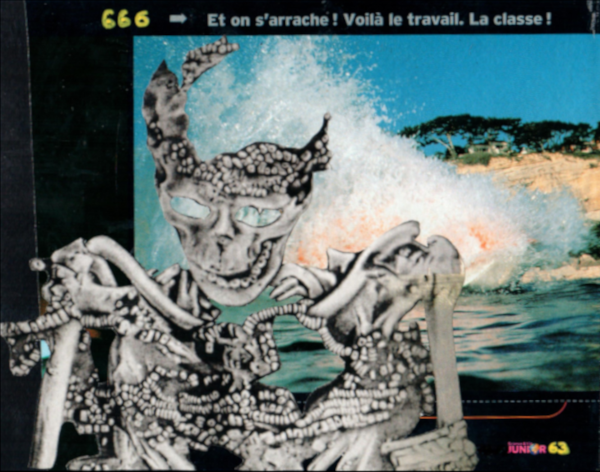 666 ➡ Et on s'arrache ! Voilà le travail. La classe !
JUNIOR 63